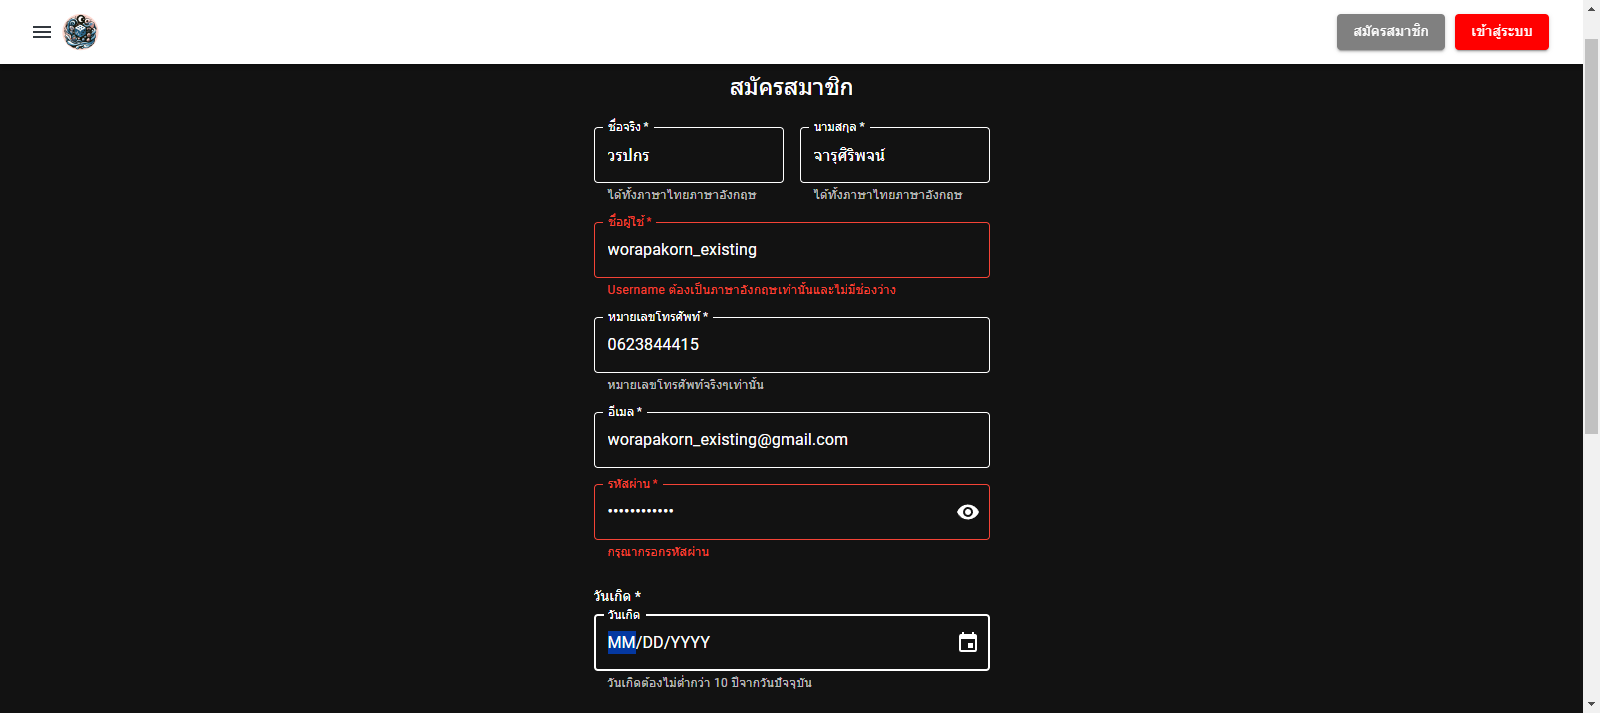 สมัครสมาชิก
เข้าสู่ระบบ
สมัครสมาชิก
ชื่อจริง *
นามสกุล *
วรปกร
จารุศิริพจน์
ได้ทั้งภาษาไทยภาษาอังกฤษ
ได้ทั้งภาษาไทยภาษาอังกฤษ
ชื่อผู้ใช้ *
worapakorn_existing
Username ต้องเป็นภาษาอังกฤษเท่านั้นและไม่มีช่องว่าง
หมายเลขโทรศัพท์ *
0623844415
หมายเลขโทรศัพท์จริงๆเท่านั้น
อีเมล *
worapakorn_existing@gmail.com
รหัสผ่าน *
••••••••••••
กรุณากรอกรหัสผ่าน
วันเกิด *
วันเกิด
MM/DD/YYYY
วันเกิดต้องไม่ต่ำกว่า 10 ปีจากวันปัจจุบัน